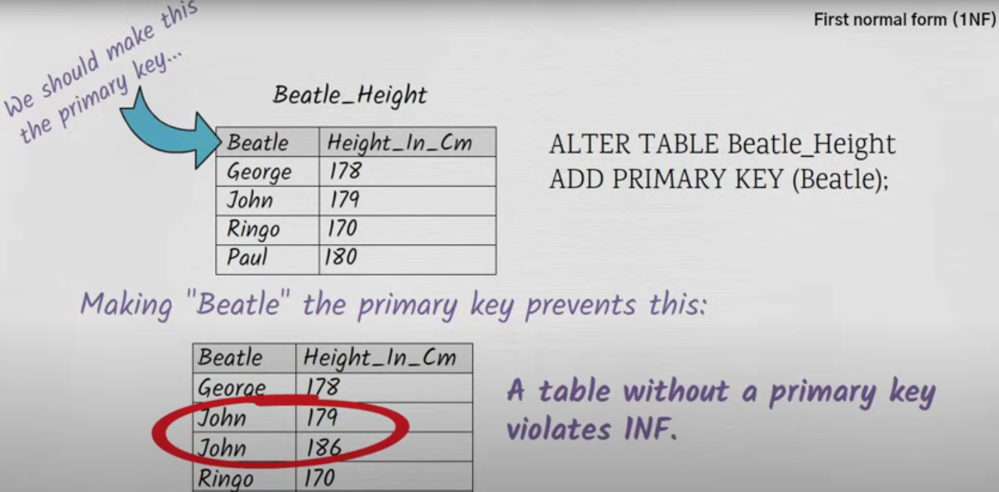 First normal form (1NF)
We should make this
the primary key...
Beatle_Height
Beatle Height_In_Cm
George 178
John 179
Ringo 170
Paul 180
ALTER TABLE Beatle_Height
ADD PRIMARY KEY (Beatle);
Making "Beatle" the primary key prevents this:
Beatle Height_In_Cm
George 178
John 179
John 186
Ringo 170
A table without a primary key
violates 1NF.